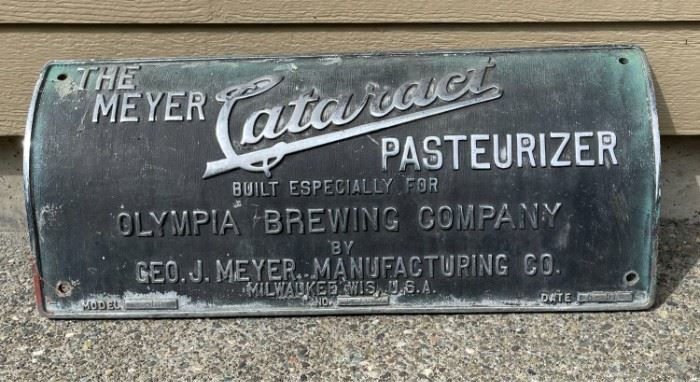 THE
MEYER Cataract
PASTEURIZER
BUILT ESPECIALLY FOR
OLYMPIA BREWING COMPANY
BY
GEO. J. MEYER MANUFACTURING CO.
MILWAUKEE WIS, U.S.A.
MODEL NO. DATE